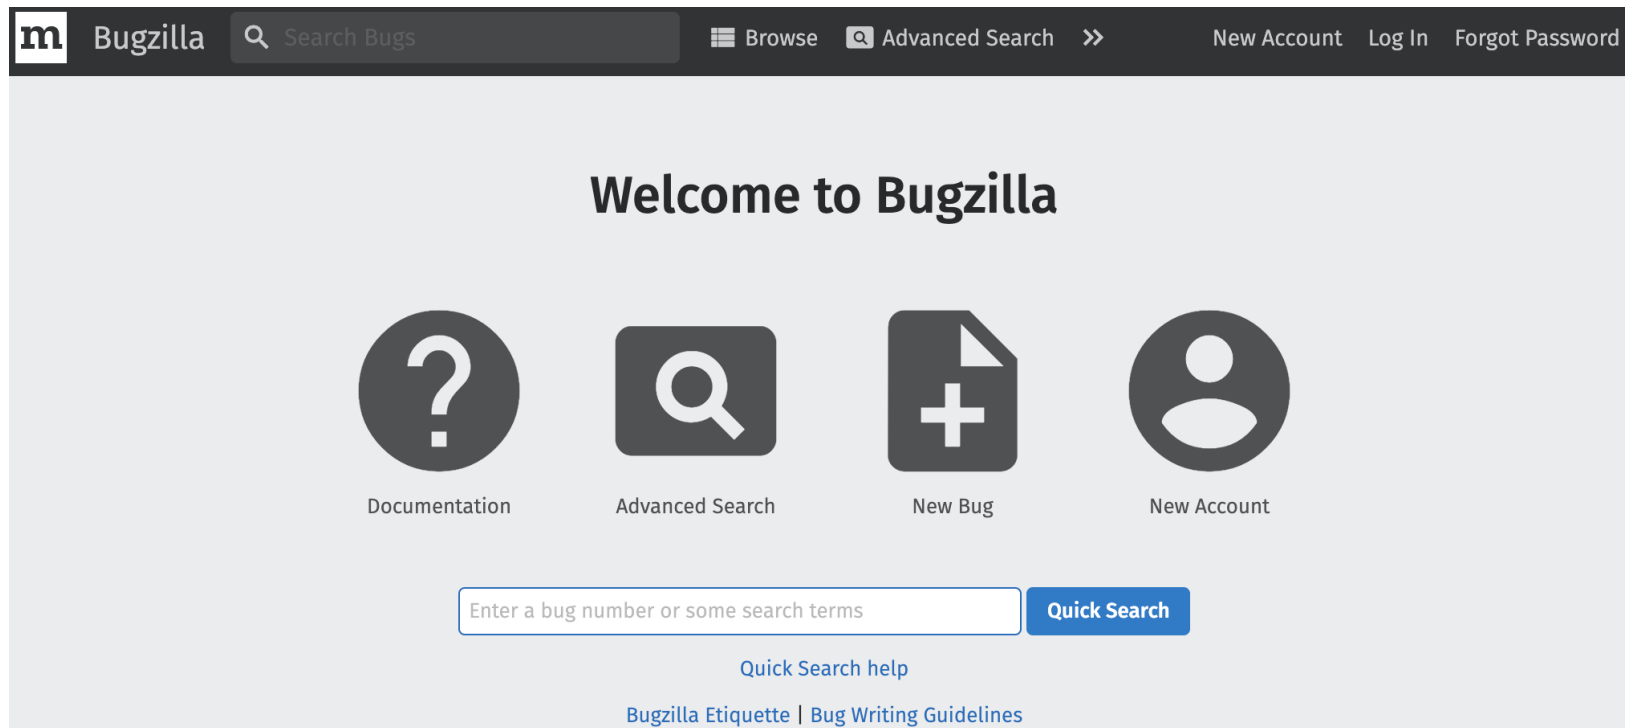 m Bugzilla Search Bugs Browse Advanced Search New Account Log In Forgot Password
Welcome to Bugzilla
Documentation Advanced Search New Bug New Account
Enter a bug number or some search terms Quick Search
Quick Search help
Bugzilla Etiquette | Bug Writing Guidelines